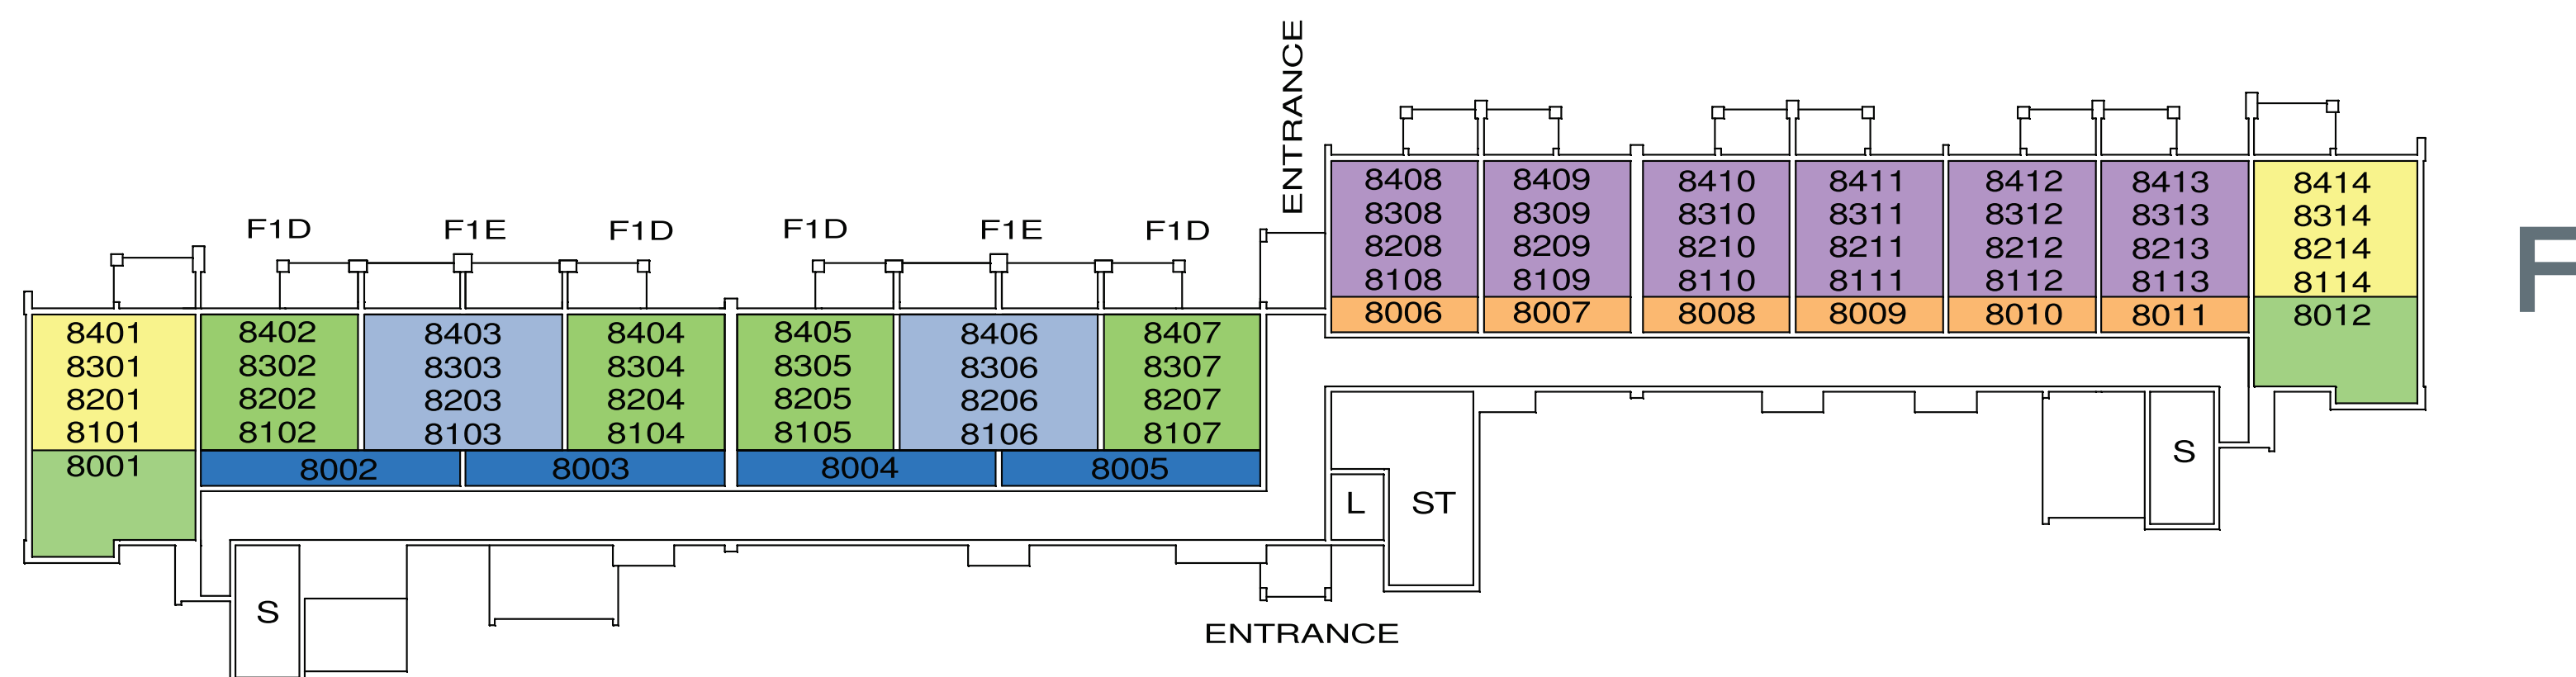 ENTRANCE
8408 8409 8410 8411 8412 8413 8414
8308 8309 8310 8311 8312 8313 8314
8208 8209 8210 8211 8212 8213 8214
8108 8109 8110 8111 8112 8113 8114
8006 8007 8008 8009 8010 8011 8012
F
F1D F1E F1D F1D F1E F1D
8401 8402 8403 8404 8405 8406 8407
8301 8302 8303 8304 8305 8306 8307
8201 8202 8203 8204 8205 8206 8207
8101 8102 8103 8104 8105 8106 8107
8001 8002 8003 8004 8005
S
L ST
S
ENTRANCE